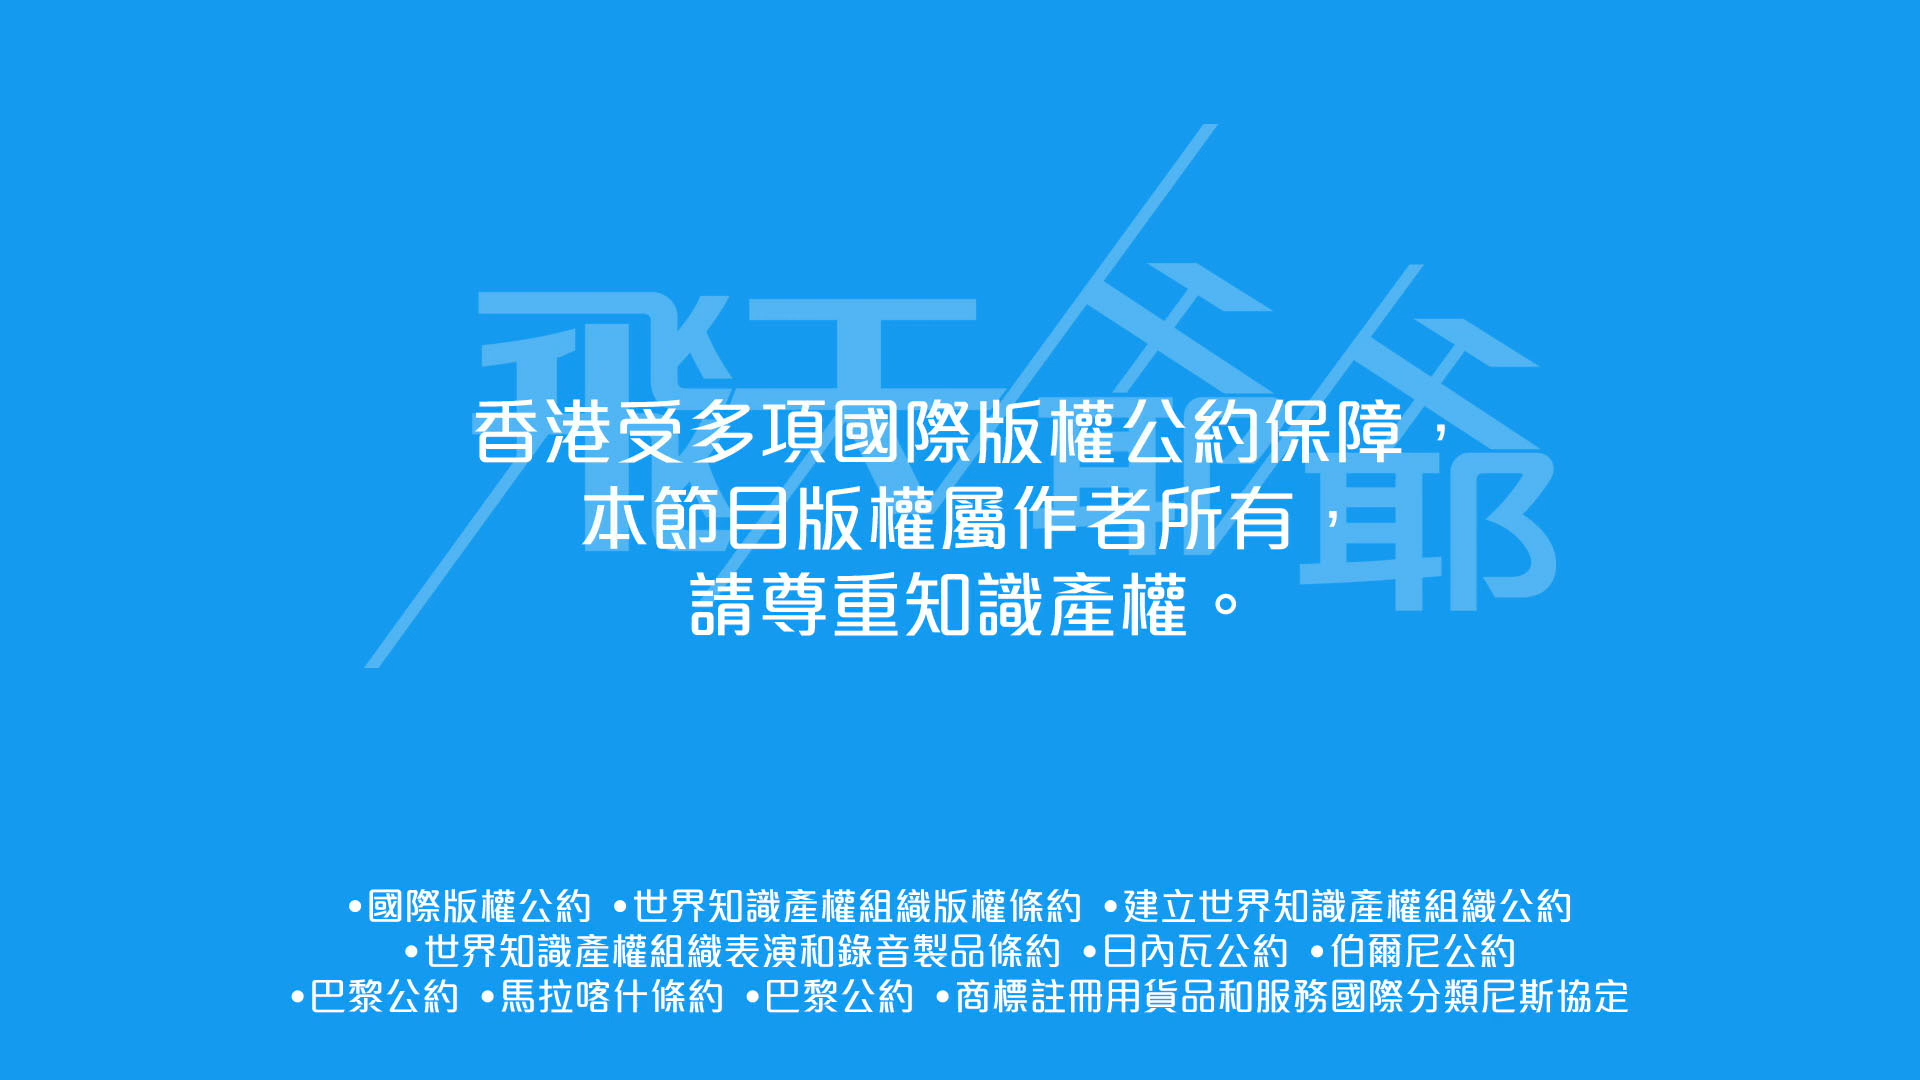 飛天爺爺
香港受多項國際版權公約保障，
本節目版權屬作者所有，
請尊重知識產權。
•國際版權公約 •世界知識產權組織版權條約 •建立世界知識產權組織公約
•世界知識產權組織表演和錄音製品條約 •日內瓦公約 •伯爾尼公約
•巴黎公約 •馬拉喀什條約 •巴黎公約 •商標註冊用貨品和服務國際分類尼斯協定